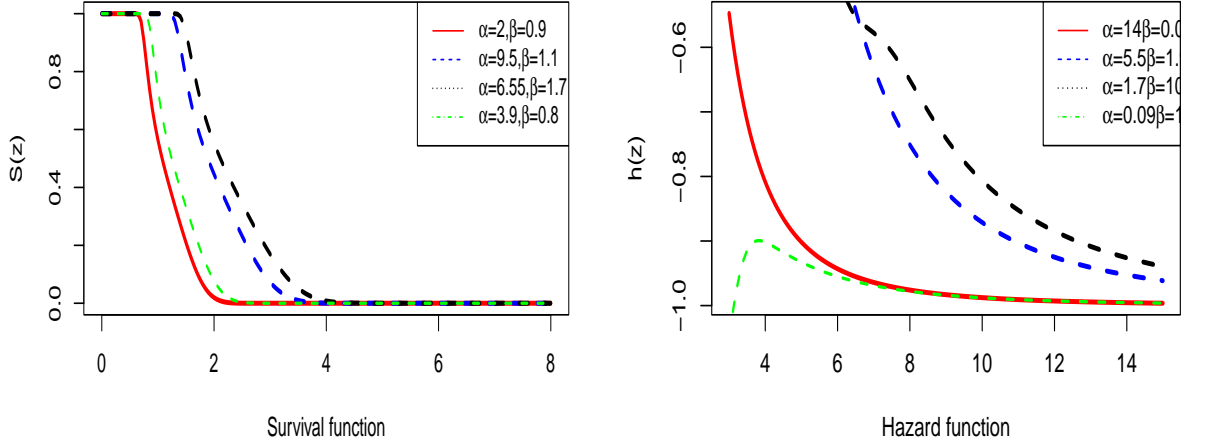 S(z)
0.8
0.4
0.0
0
2
4
6
8
Survival function
α=2,β=0.9
α=9.5,β=1.1
α=6.55,β=1.7
α=3.9,β=0.8
h(z)
−0.6
−0.8
−1.0
4
6
8
10
12
14
Hazard function
α=14β=0.0
α=5.5β=1.
α=1.7β=10
α=0.09β=1